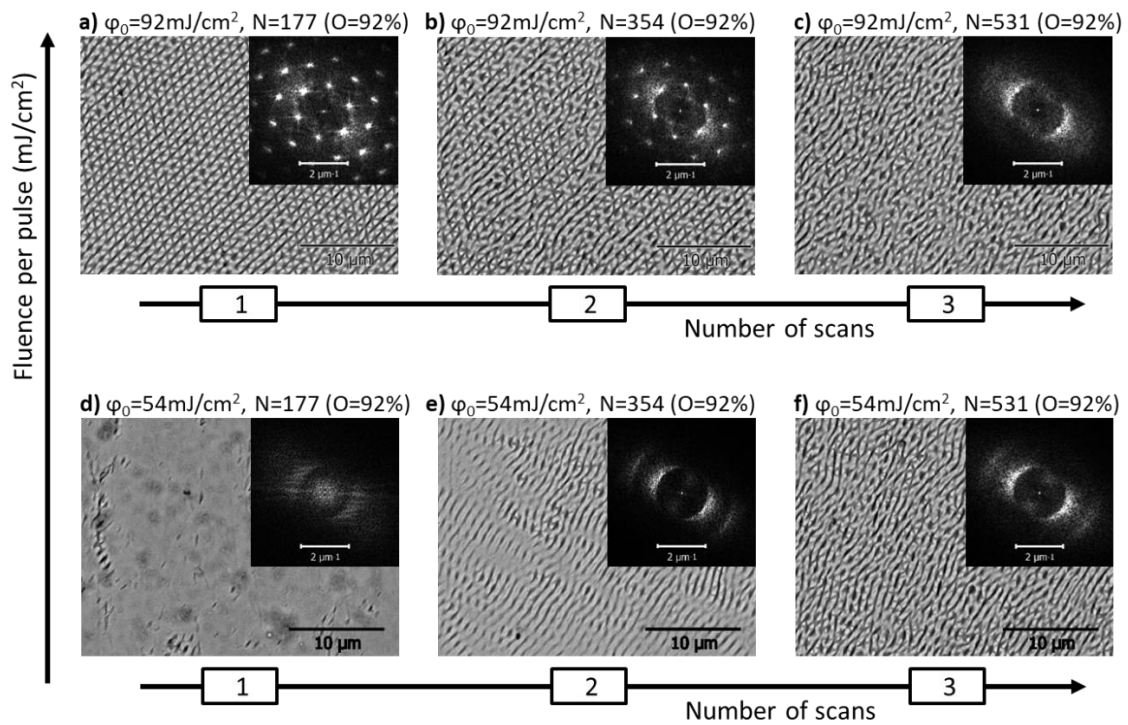 Fluence per pulse (mJ/cm²)
a) φ₀=92mJ/cm², N=177 (O=92%)
b) φ₀=92mJ/cm², N=354 (O=92%)
c) φ₀=92mJ/cm², N=531 (O=92%)
2 µm⁻¹
2 µm⁻¹
2 µm⁻¹
10 µm
10 µm
10 µm
1
2
3
Number of scans
d) φ₀=54mJ/cm², N=177 (O=92%)
e) φ₀=54mJ/cm², N=354 (O=92%)
f) φ₀=54mJ/cm², N=531 (O=92%)
2 µm⁻¹
2 µm⁻¹
2 µm⁻¹
10 µm
10 µm
10 µm
1
2
3
Number of scans